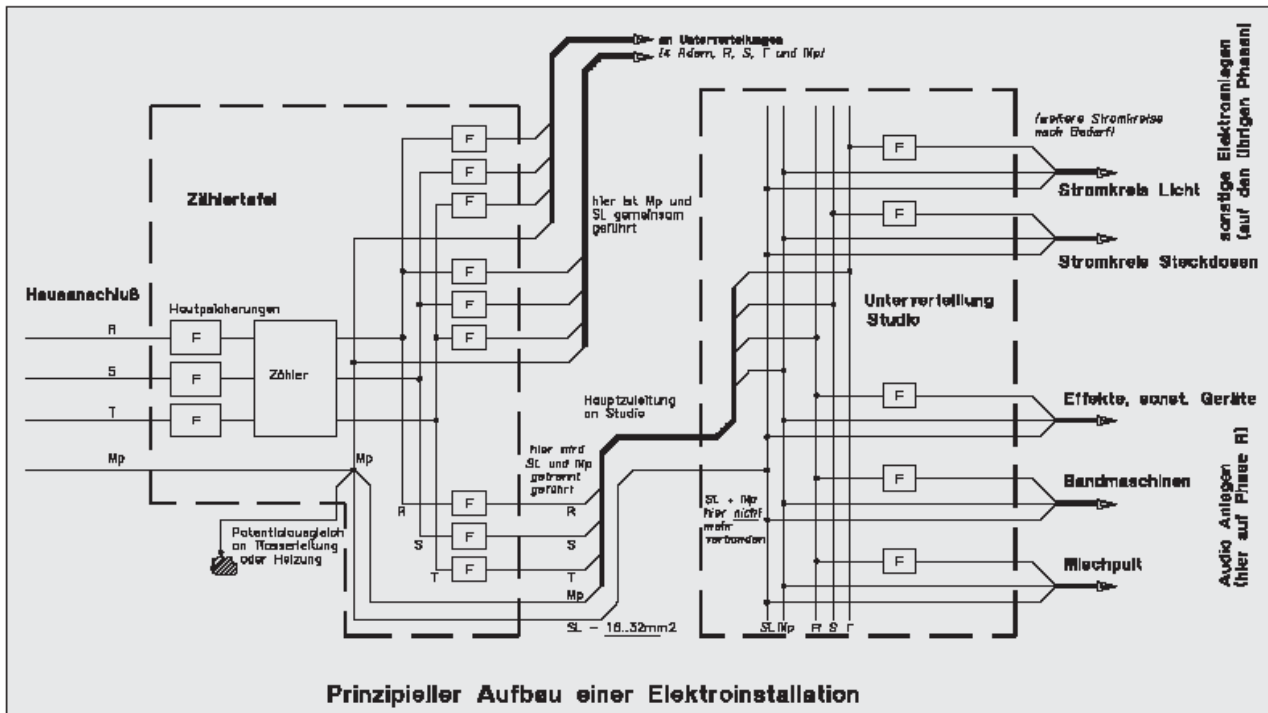 an Unterverteilungen
(4 Adern, R, S, T und Mp)
(weitere Stromkreise
nach Bedarf)
sonstige Elektroanlagen
(auf den übrigen Phasen)
Zählertafel
F
F
F
hier ist Mp und
SL gemeinsam
geführt
F
F
Stromkreis Licht
Stromkreis Steckdosen
Hausanschluß
Hauptsicherungen
F
F
F
Unterverteilung
Studio
R
F
S
F
Zähler
T
F
Mp
Mp
Hauptzuleitung
an Studio
F
Effekte, sonst. Geräte
hier wird
SL und Mp
getrennt
geführt
F
Bandmaschinen
R
F
R
SL + Mp
hier nicht
mehr
verbunden
Audio Anlagen
(hier auf Phase R)
S
F
S
Potentialausgleich
an Wasserleitung
oder Heizung
T
F
T
F
Mischpult
Mp
SL - 16..32mm2
SL Mp R S T
Prinzipieller Aufbau einer Elektroinstallation